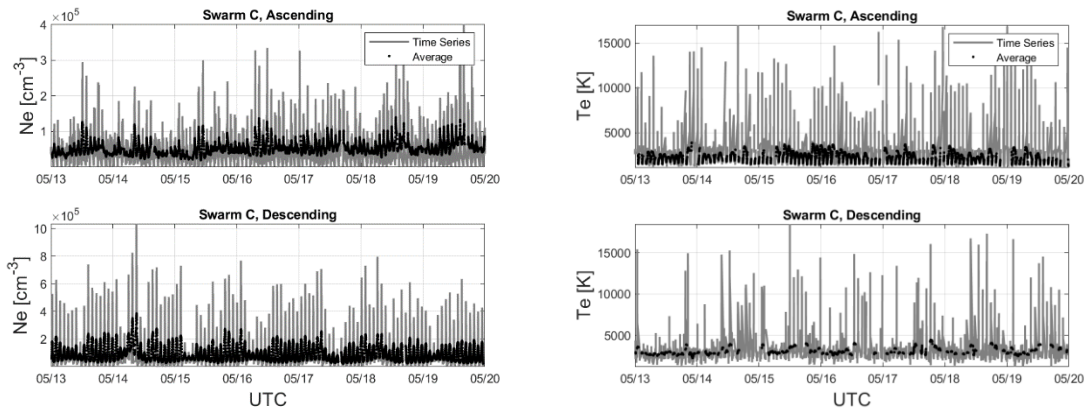 Swarm C, Ascending
×10⁵
Ne [cm⁻³]
4
3
2
1
Time Series
Average
05/13 05/14 05/15 05/16 05/17 05/18 05/19 05/20
Swarm C, Ascending
Te [K]
15000
10000
5000
Time Series
Average
05/13 05/14 05/15 05/16 05/17 05/18 05/19 05/20
Swarm C, Descending
×10⁵
Ne [cm⁻³]
10
8
6
4
2
05/13 05/14 05/15 05/16 05/17 05/18 05/19 05/20
UTC
Swarm C, Descending
Te [K]
15000
10000
5000
05/13 05/14 05/15 05/16 05/17 05/18 05/19 05/20
UTC